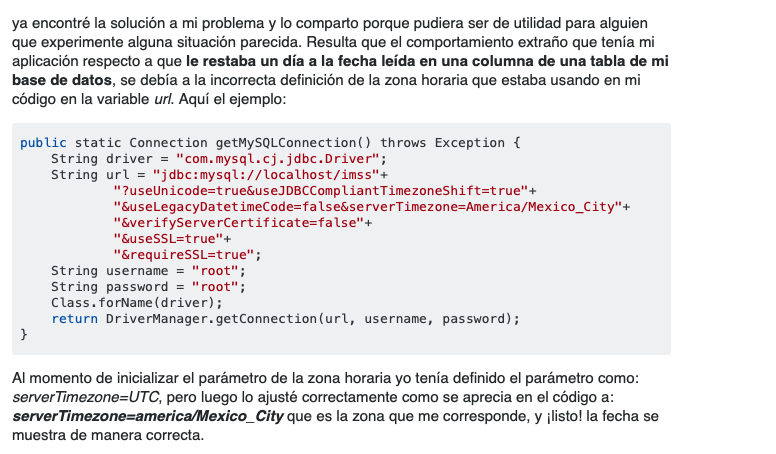 ya encontré la solución a mi problema y lo comparto porque pudiera ser de utilidad para alguien
que experimente alguna situación parecida. Resulta que el comportamiento extraño que tenía mi
aplicación respecto a que le restaba un día a la fecha leída en una columna de una tabla de mi
base de datos, se debía a la incorrecta definición de la zona horaria que estaba usando en mi
código en la variable url. Aquí el ejemplo:
public static Connection getMySQLConnection() throws Exception {
    String driver = "com.mysql.cj.jdbc.Driver";
    String url = "jdbc:mysql://localhost/imss"+
            "?useUnicode=true&useJDBCCompliantTimezoneShift=true"+
            "&useLegacyDatetimeCode=false&serverTimezone=America/Mexico_City"+
            "&verifyServerCertificate=false"+
            "&useSSL=true"+
            "&requireSSL=true";
    String username = "root";
    String password = "root";
    Class.forName(driver);
    return DriverManager.getConnection(url, username, password);
}
Al momento de inicializar el parámetro de la zona horaria yo tenía definido el parámetro como:
serverTimezone=UTC, pero luego lo ajusté correctamente como se aprecia en el código a:
serverTimezone=america/Mexico_City que es la zona que me corresponde, y ¡listo! la fecha se
muestra de manera correcta.